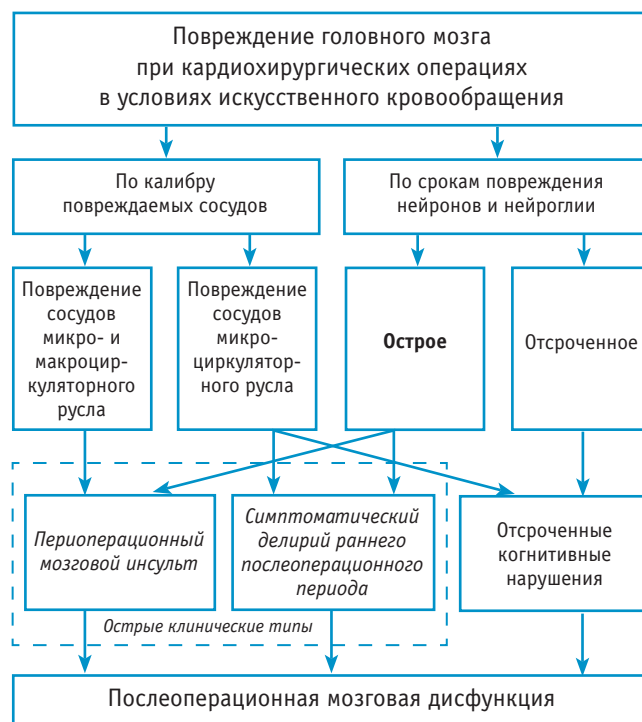 Повреждение головного мозга
при кардиохирургических операциях
в условиях искусственного кровообращения
По калибру
повреждаемых сосудов
По срокам повреждения
нейронов и нейроглии
Повреждение
сосудов
микро- и
макроцир-
куляторного
русла
Повреждение
сосудов
микро-
циркулятор-
ного русла
Острое
Отсроченное
Периоперационный
мозговой инсульт
Симптоматический
делирий раннего
послеоперационного
периода
Отсроченные
когнитивные
нарушения
Острые клинические типы
Послеоперационная мозговая дисфункция